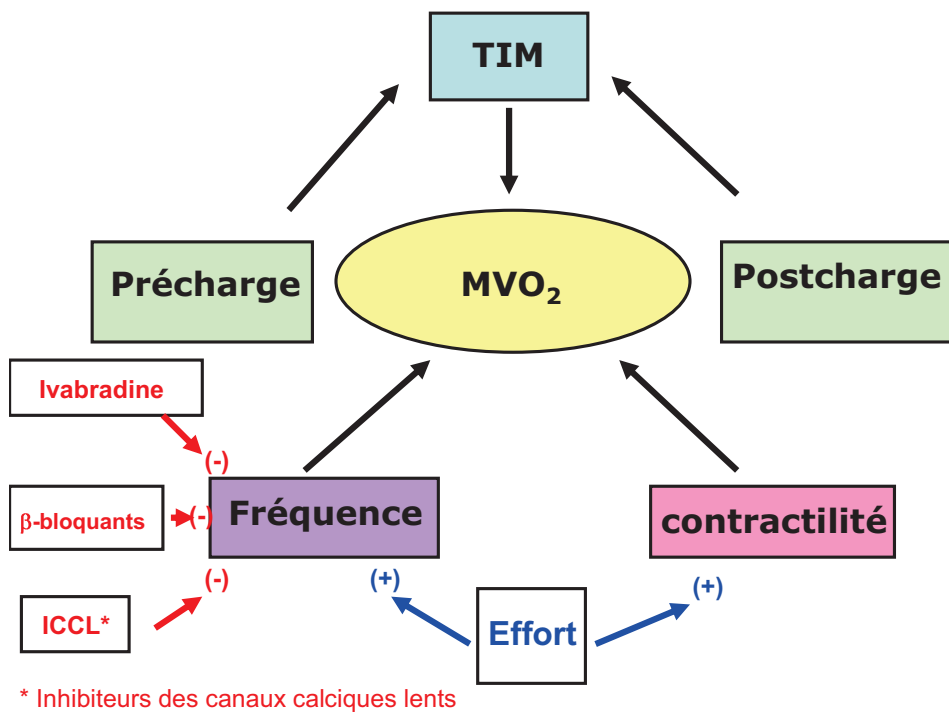 TIM
Précharge
MVO₂
Postcharge
Ivabradine
(-)
β-bloquants
(-)
Fréquence
contractilité
(-)
(+)
(+)
ICCL*
Effort
* Inhibiteurs des canaux calciques lents